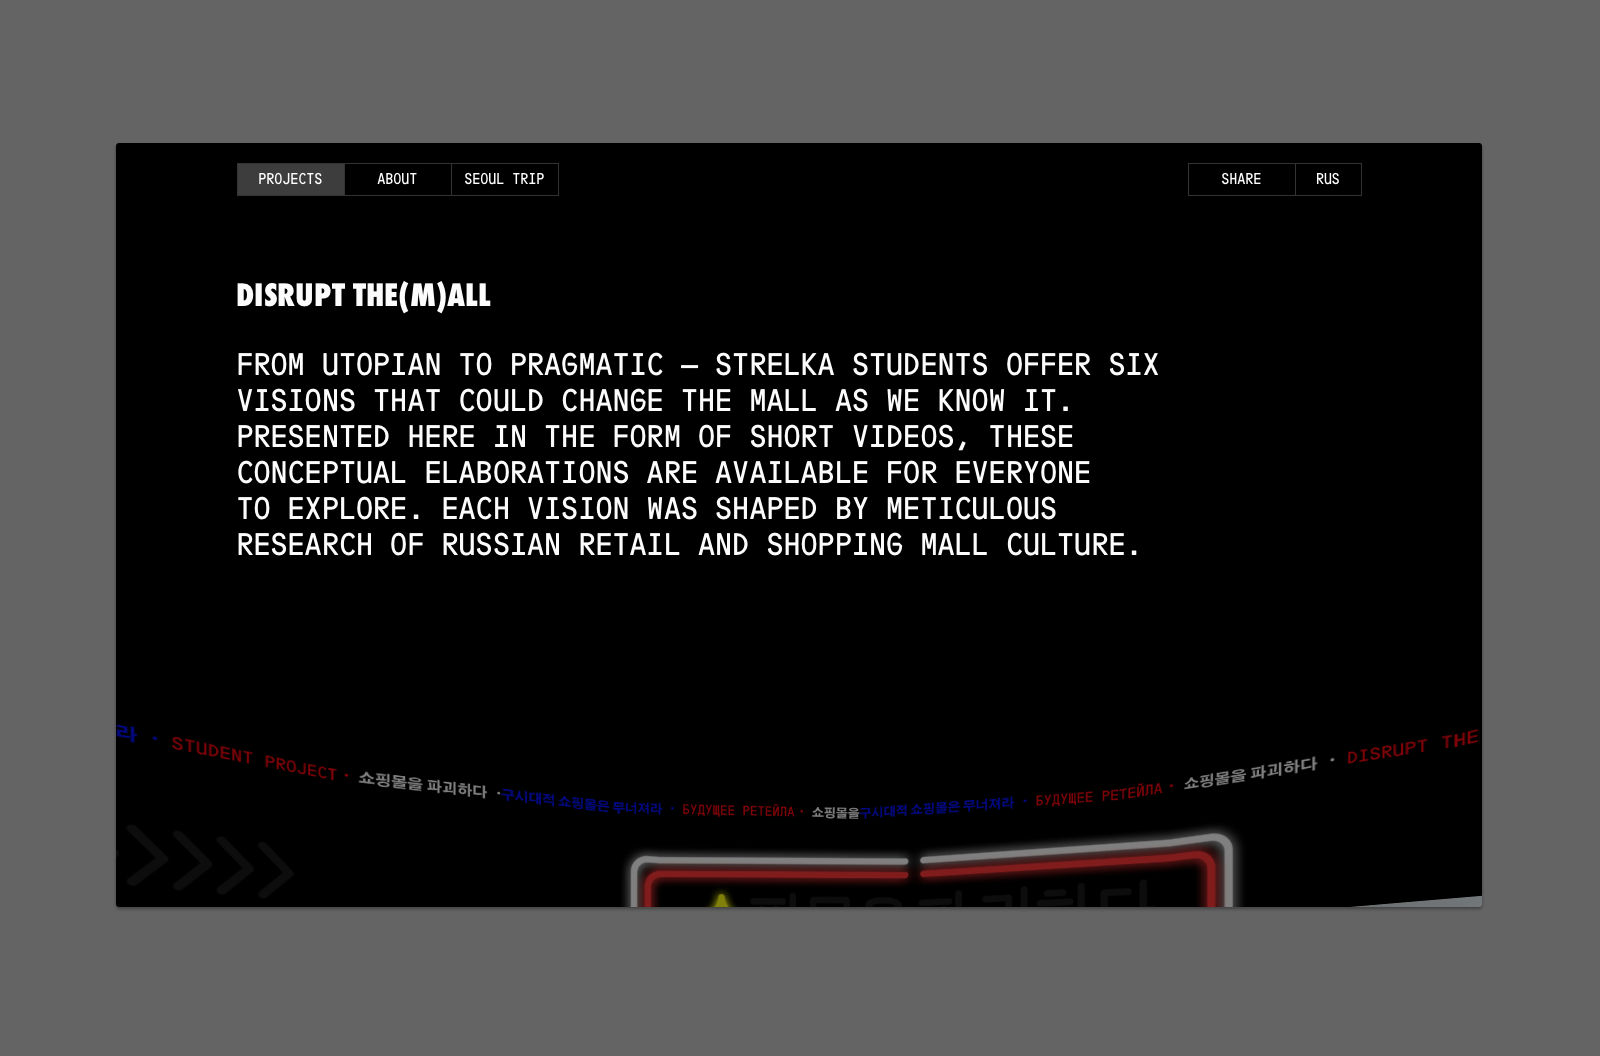 PROJECTS
ABOUT
SEOUL TRIP
SHARE
RUS
DISRUPT THE(M)ALL
FROM UTOPIAN TO PRAGMATIC — STRELKA STUDENTS OFFER SIX
VISIONS THAT COULD CHANGE THE MALL AS WE KNOW IT.
PRESENTED HERE IN THE FORM OF SHORT VIDEOS, THESE
CONCEPTUAL ELABORATIONS ARE AVAILABLE FOR EVERYONE
TO EXPLORE. EACH VISION WAS SHAPED BY METICULOUS
RESEARCH OF RUSSIAN RETAIL AND SHOPPING MALL CULTURE.
라 · STUDENT PROJECT · 쇼핑몰을 파괴하다 · 구시대적 쇼핑몰은 무너져라 · БУДУЩЕЕ РЕТЕЙЛА · 쇼핑몰을 구시대적 쇼핑몰은 무너져라 · БУДУЩЕЕ РЕТЕЙЛА · 쇼핑몰을 파괴하다 · DISRUPT THE